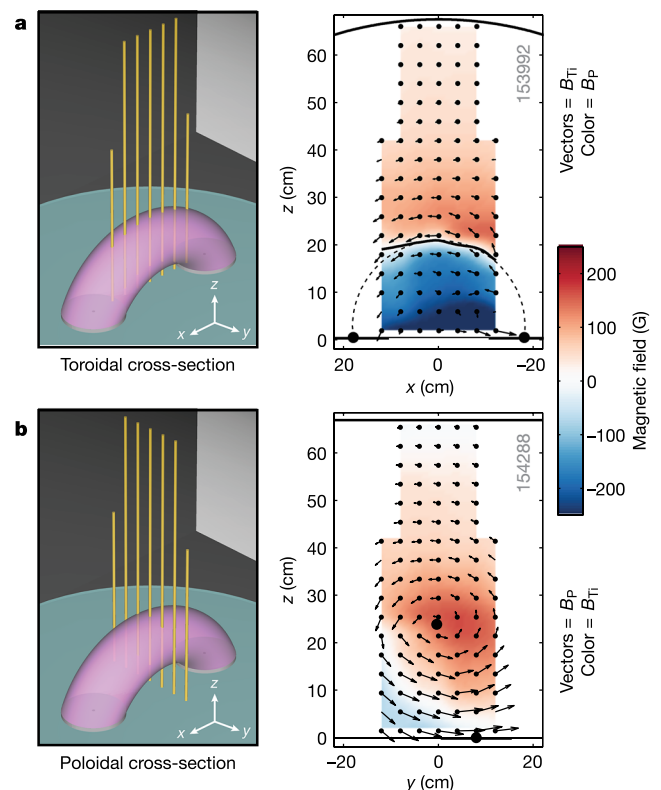 a
z
x
y
Toroidal cross-section
60
50
40
30
20
10
0
z (cm)
20
0
−20
x (cm)
153992
Vectors = B_Ti
Color = B_P
200
100
0
−100
−200
Magnetic field (G)
b
z
x
y
Poloidal cross-section
60
50
40
30
20
10
0
z (cm)
−20
0
20
y (cm)
154288
Vectors = B_P
Color = B_Ti